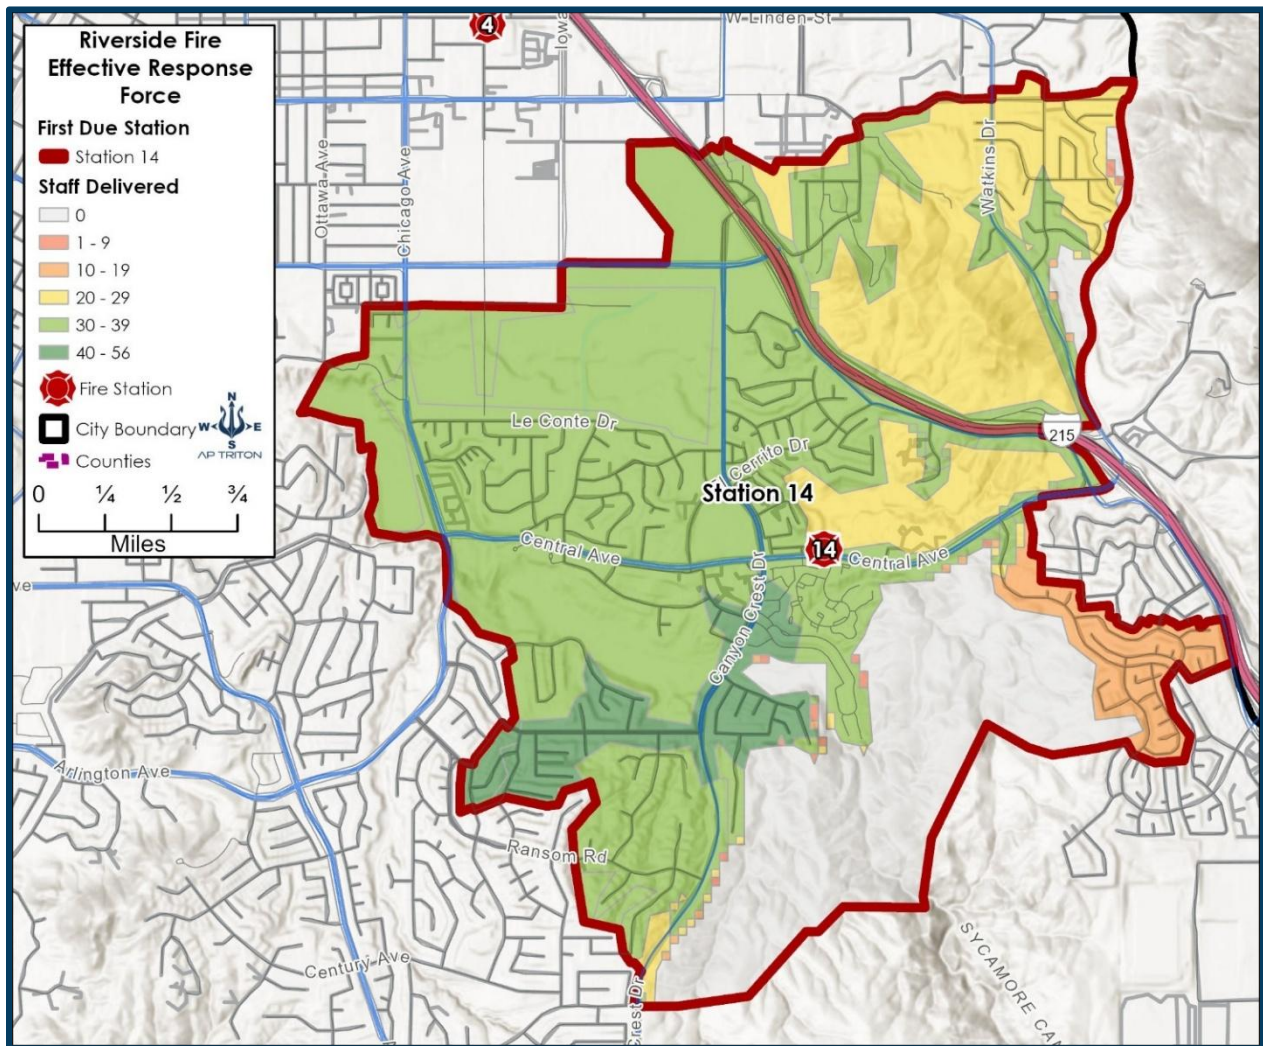 Riverside Fire
Effective Response
Force
First Due Station
Station 14
Staff Delivered
0
1 - 9
10 - 19
20 - 29
30 - 39
40 - 56
Fire Station
City Boundary
Counties
N
W E
S
AP TRITON
0 ¼ ½ ¾
Miles
4
Iowa
W Linden St
Ottawa Ave
Chicago Ave
Watkins Dr
Le Conte Dr
Cerrito Dr
215
Station 14
14
Central Ave
Central Ave
Canyon Crest Dr
ve
Arlington Ave
Ransom Rd
Century Ave
Crest Dr
SYCAMORE CAN